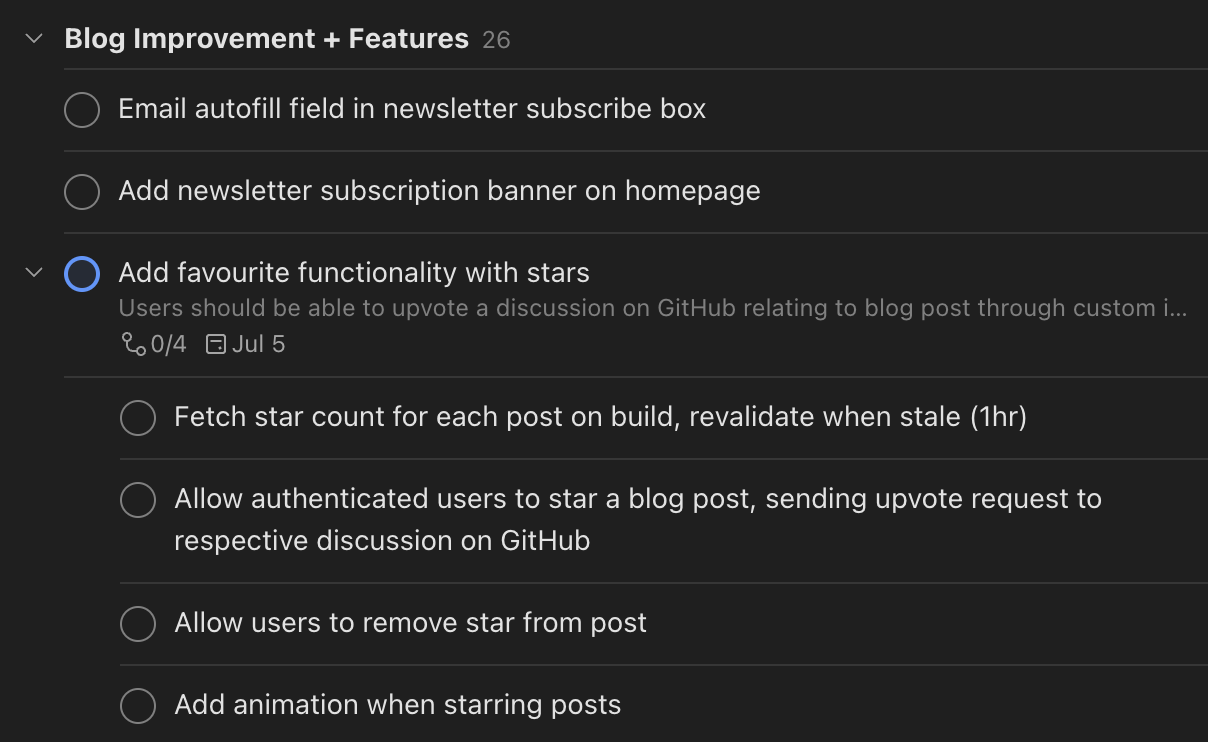 Blog Improvement + Features 26
Email autofill field in newsletter subscribe box
Add newsletter subscription banner on homepage
Add favourite functionality with stars
Users should be able to upvote a discussion on GitHub relating to blog post through custom i...
0/4 Jul 5
Fetch star count for each post on build, revalidate when stale (1hr)
Allow authenticated users to star a blog post, sending upvote request to
respective discussion on GitHub
Allow users to remove star from post
Add animation when starring posts